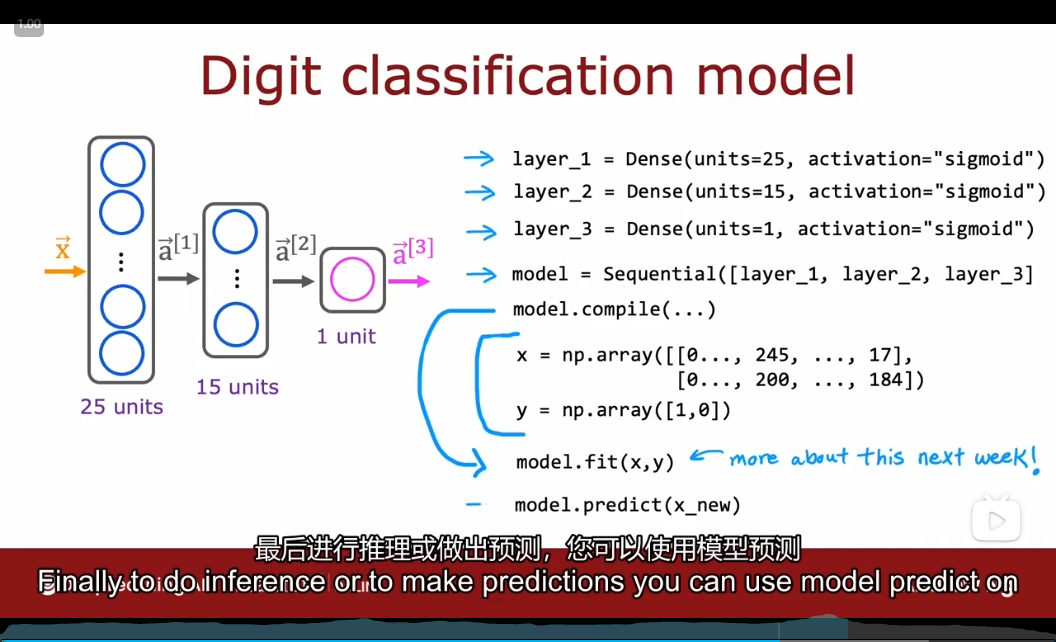 1.00
Digit classification model
x⃗
a⃗[1]
a⃗[2]
a⃗[3]
25 units
15 units
1 unit
layer_1 = Dense(units=25, activation="sigmoid")
layer_2 = Dense(units=15, activation="sigmoid")
layer_3 = Dense(units=1, activation="sigmoid")
model = Sequential([layer_1, layer_2, layer_3]
model.compile(...)
x = np.array([[0..., 245, ..., 17],
[0..., 200, ..., 184])
y = np.array([1,0])
model.fit(x,y)
more about this next week!
model.predict(x_new)
最后进行推理或做出预测，您可以使用模型预测
Finally to do inference or to make predictions you can use model predict on